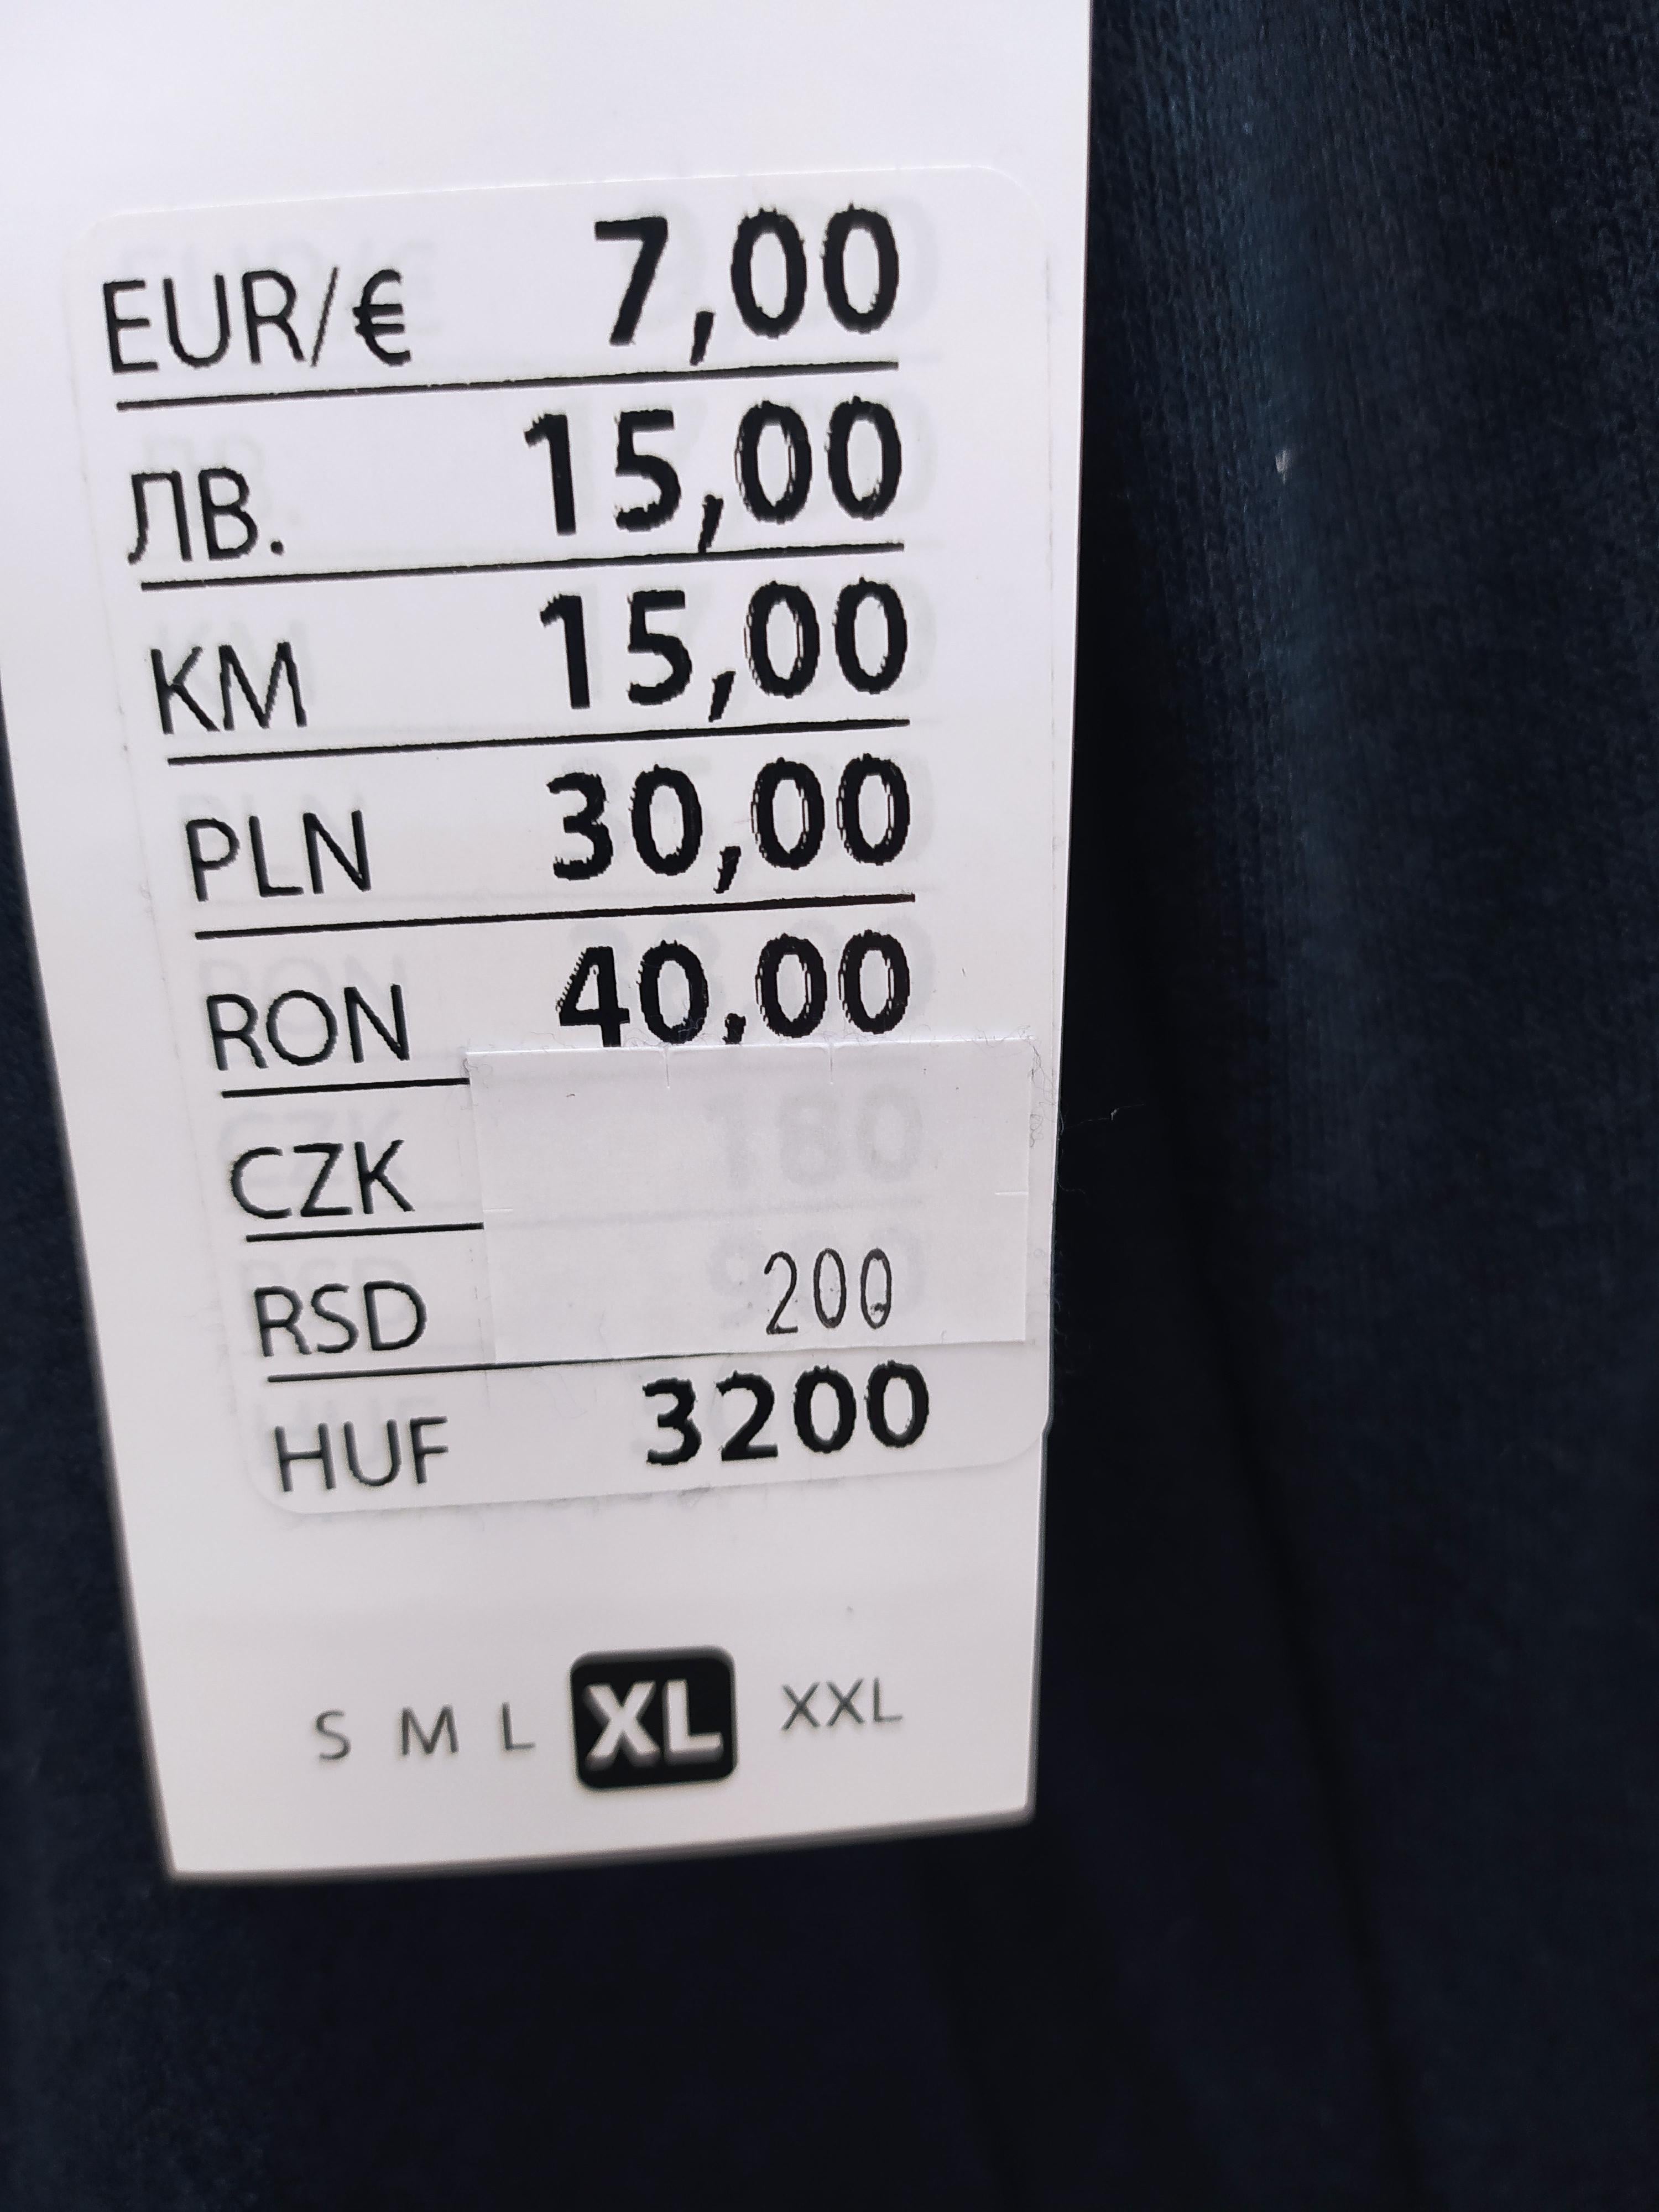 EUR/€ 7,00
ЛВ. 15,00
KM 15,00
PLN 30,00
RON 40,00
CZK 180
RSD 200
HUF 3200
S M L XL XXL